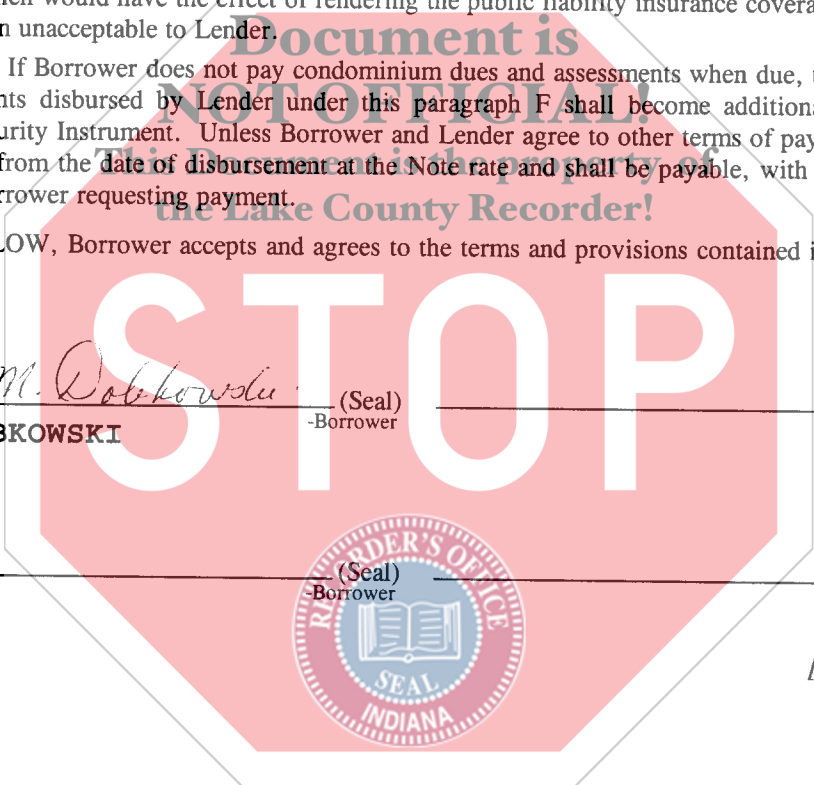 which would have the effect of rendering the public liability insurance covera
n unacceptable to Lender.
Document is
If Borrower does not pay condominium dues and assessments when due,
nts disbursed by Lender under this paragraph F shall become additiona
NOT OFFICIAL!
urity Instrument. Unless Borrower and Lender agree to other terms of pay
from the date of disbursement at the Note rate and shall be payable, with
This Document is the property of
rrower requesting payment.
the Lake County Recorder!
LOW, Borrower accepts and agrees to the terms and provisions contained i
STOP
M. Dobkowski
(Seal)
-Borrower
BKOWSKI
(Seal)
-Borrower
RECORDER'S OFFICE
SEAL
INDIANA